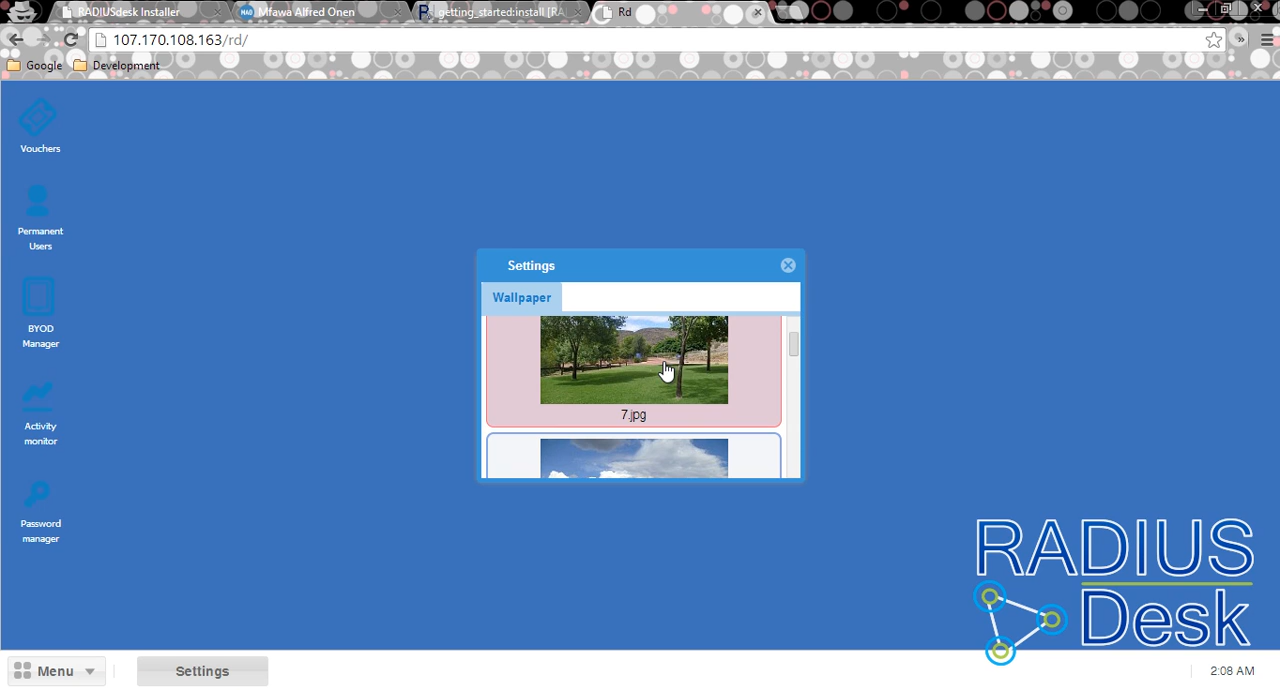 RADIUSdesk Installer
Mfawa Alfred Onen
getting_started:install [RA
Rd
107.170.108.163/rd/
Google
Development
Vouchers
Permanent
Users
BYOD
Manager
Activity
monitor
Password
manager
Settings
Wallpaper
7.jpg
RADIUS
Desk
Menu
Settings
2:08 AM